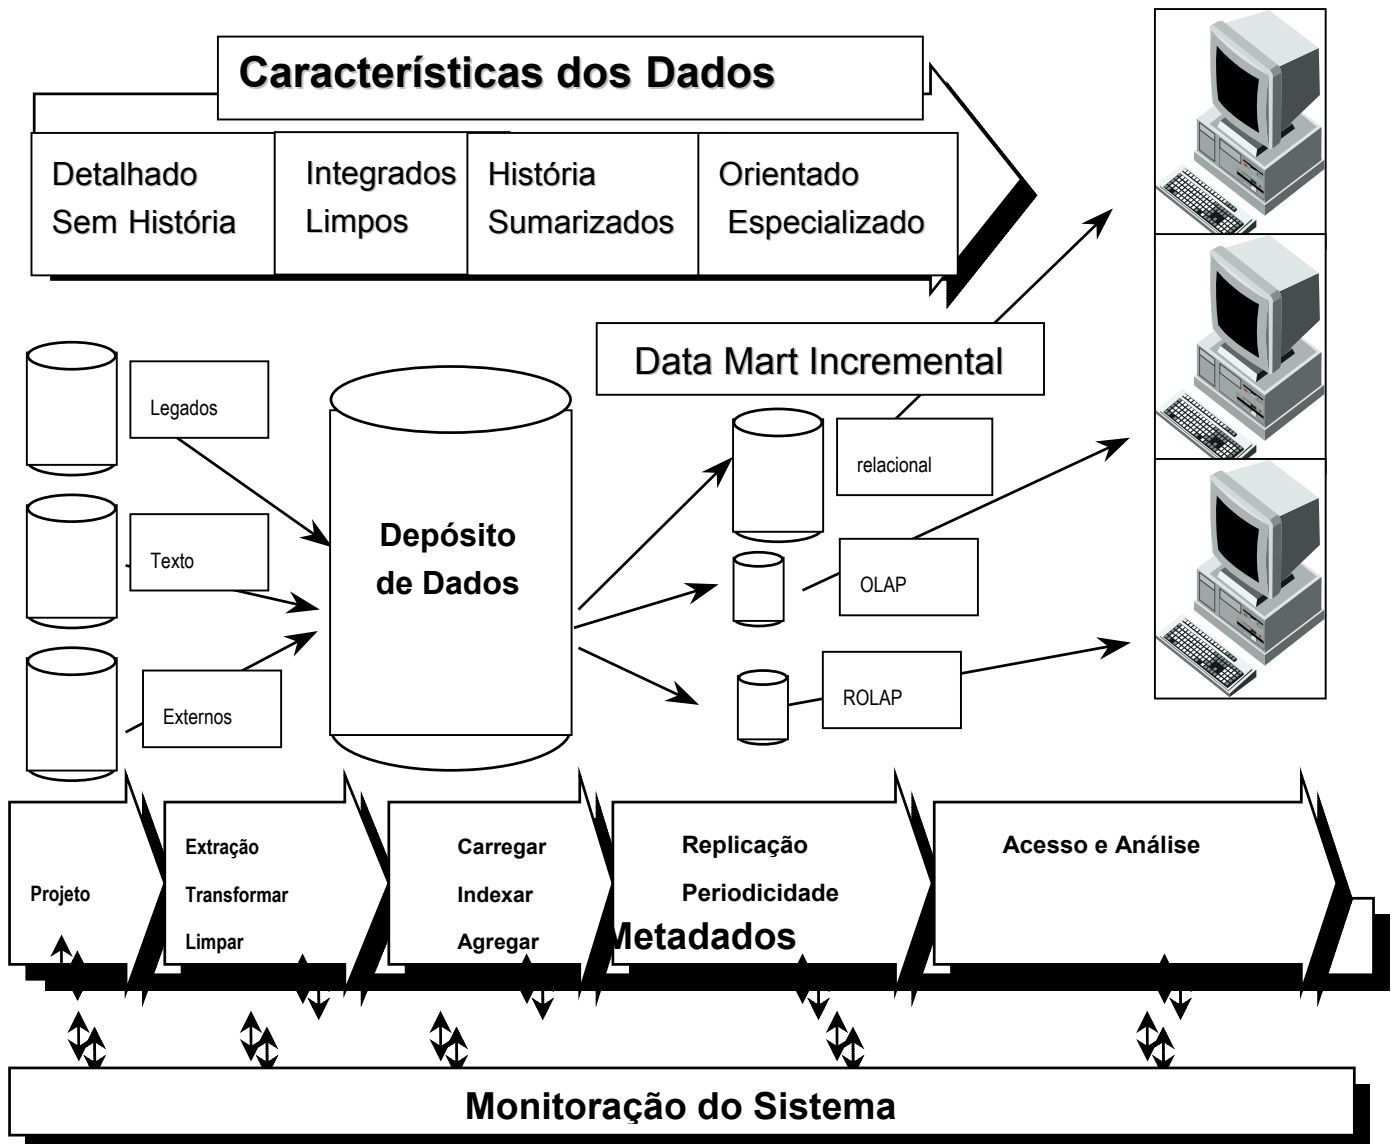 Características dos Dados
Detalhado
Sem História
Integrados
Limpos
História
Sumarizados
Orientado
Especializado
Data Mart Incremental
Legados
Texto
Externos
Depósito
de Dados
relacional
OLAP
ROLAP
Projeto
Extração
Transformar
Limpar
Carregar
Indexar
Agregar
Replicação
Periodicidade
Acesso e Análise
Metadados
Monitoração do Sistema